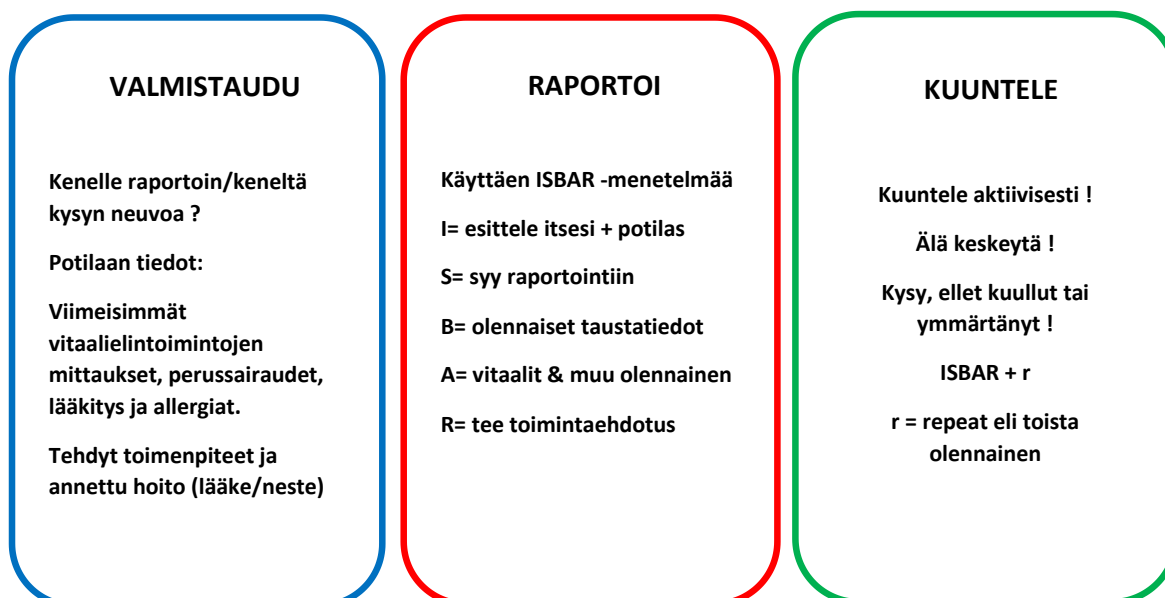 VALMISTAUDU
Kenelle raportoin/keneltä
kysyn neuvoa ?
Potilaan tiedot:
Viimeisimmät
vitaalielintoimintojen
mittaukset, perussairaudet,
lääkitys ja allergiat.
Tehdyt toimenpiteet ja
annettu hoito (lääke/neste)
RAPORTOI
Käyttäen ISBAR -menetelmää
I= esittele itsesi + potilas
S= syy raportointiin
B= olennaiset taustatiedot
A= vitaalit & muu olennainen
R= tee toimintaehdotus
KUUNTELE
Kuuntele aktiivisesti !
Älä keskeytä !
Kysy, ellet kuullut tai
ymmärtänyt !
ISBAR + r
r = repeat eli toista
olennainen